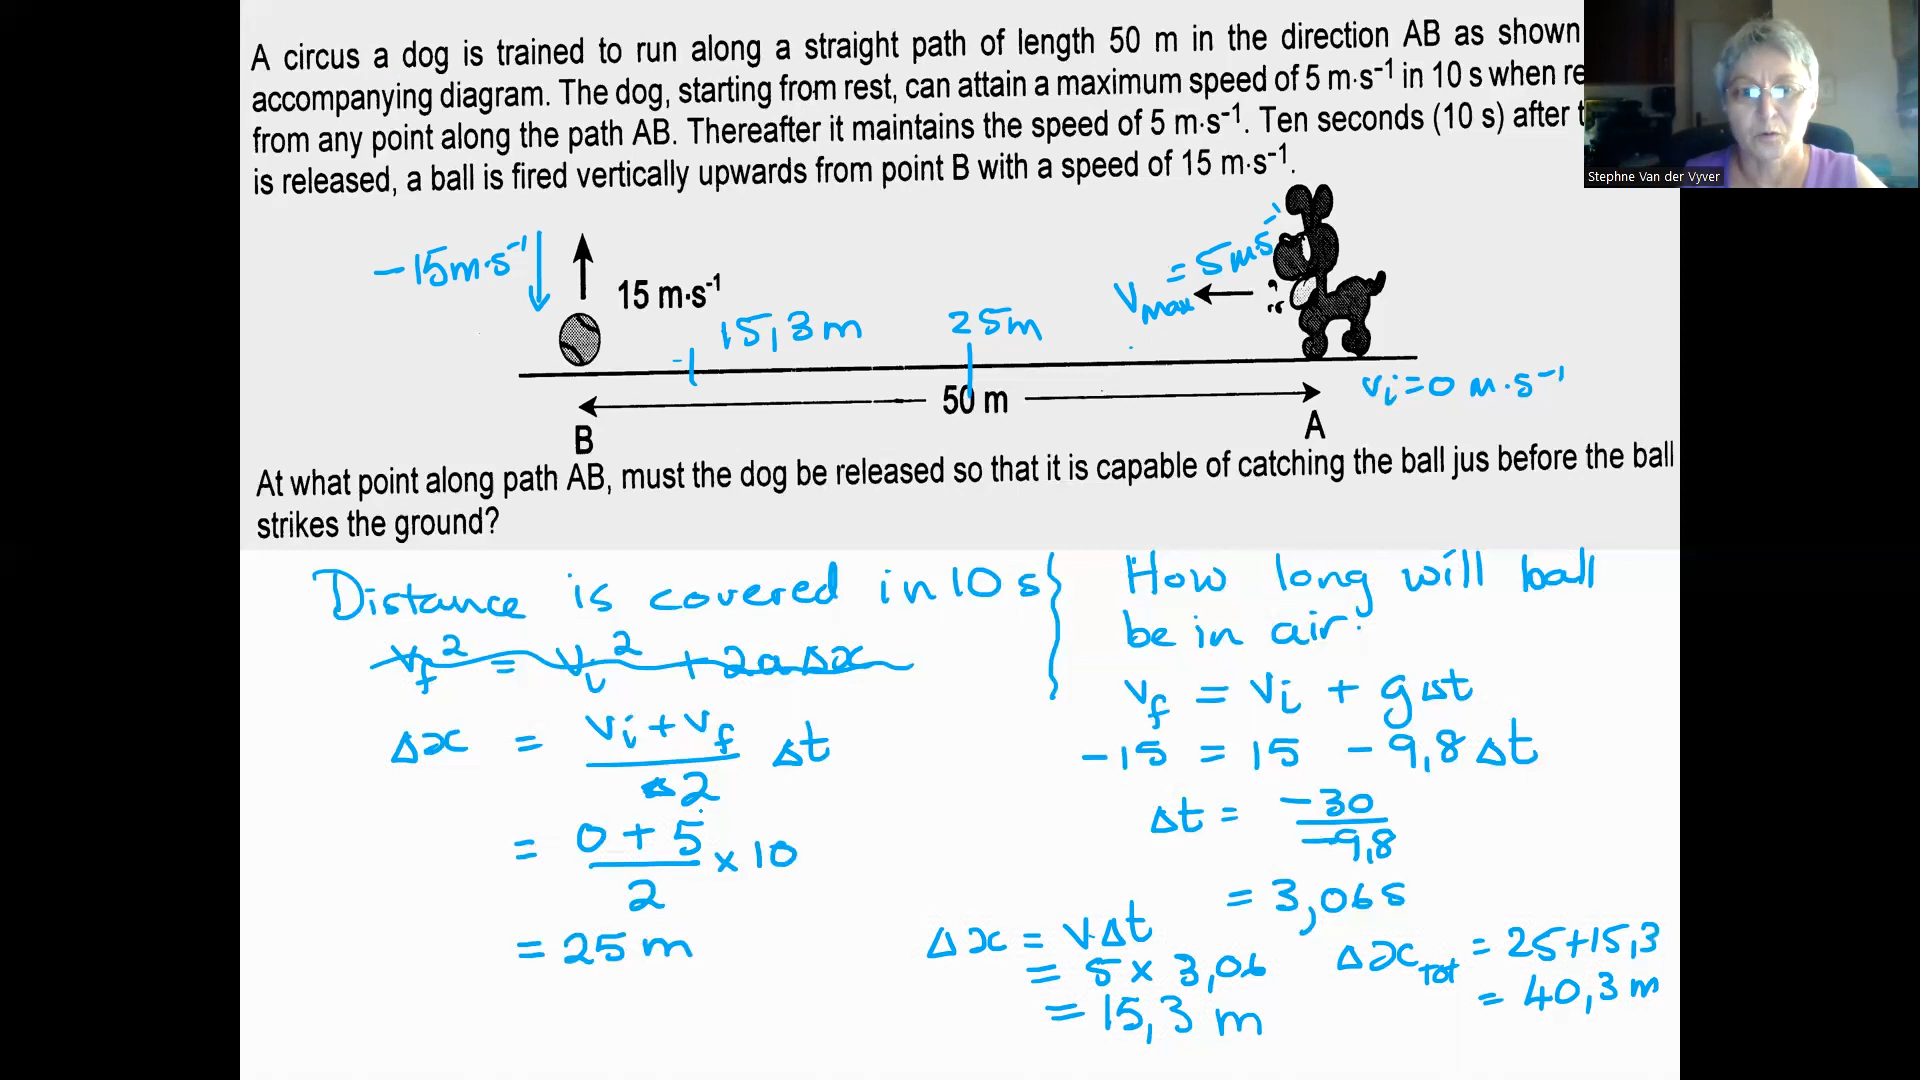 A circus a dog is trained to run along a straight path of length 50 m in the direction AB as shown
accompanying diagram. The dog, starting from rest, can attain a maximum speed of 5 m·s⁻¹ in 10 s when re
from any point along the path AB. Thereafter it maintains the speed of 5 m·s⁻¹. Ten seconds (10 s) after t
is released, a ball is fired vertically upwards from point B with a speed of 15 m·s⁻¹.
Stephne Van der Vyver
-15m·s⁻¹
15 m·s⁻¹
Vmax = 5ms⁻¹
15,3m
25m
vi = 0 m·s⁻¹
50 m
B
A
At what point along path AB, must the dog be released so that it is capable of catching the ball jus before the ball
strikes the ground?
Distance is covered in 10 s
vf² = vi² + 2aΔx
Δx = (vi + vf)/2 Δt
= (0 + 5)/2 × 10
= 25 m
How long will ball
be in air?
vf = vi + gΔt
-15 = 15 - 9,8Δt
Δt = -30/-9,8
= 3,06s
Δx = v·Δt
= 5 × 3,06
= 15,3 m
Δx Tot = 25+15,3
= 40,3 m